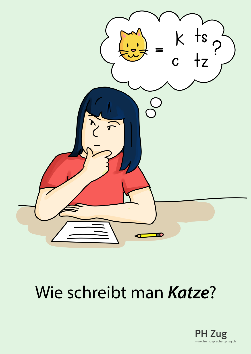 = K ts ?
c tz
Wie schreibt man Katze?
PH Zug